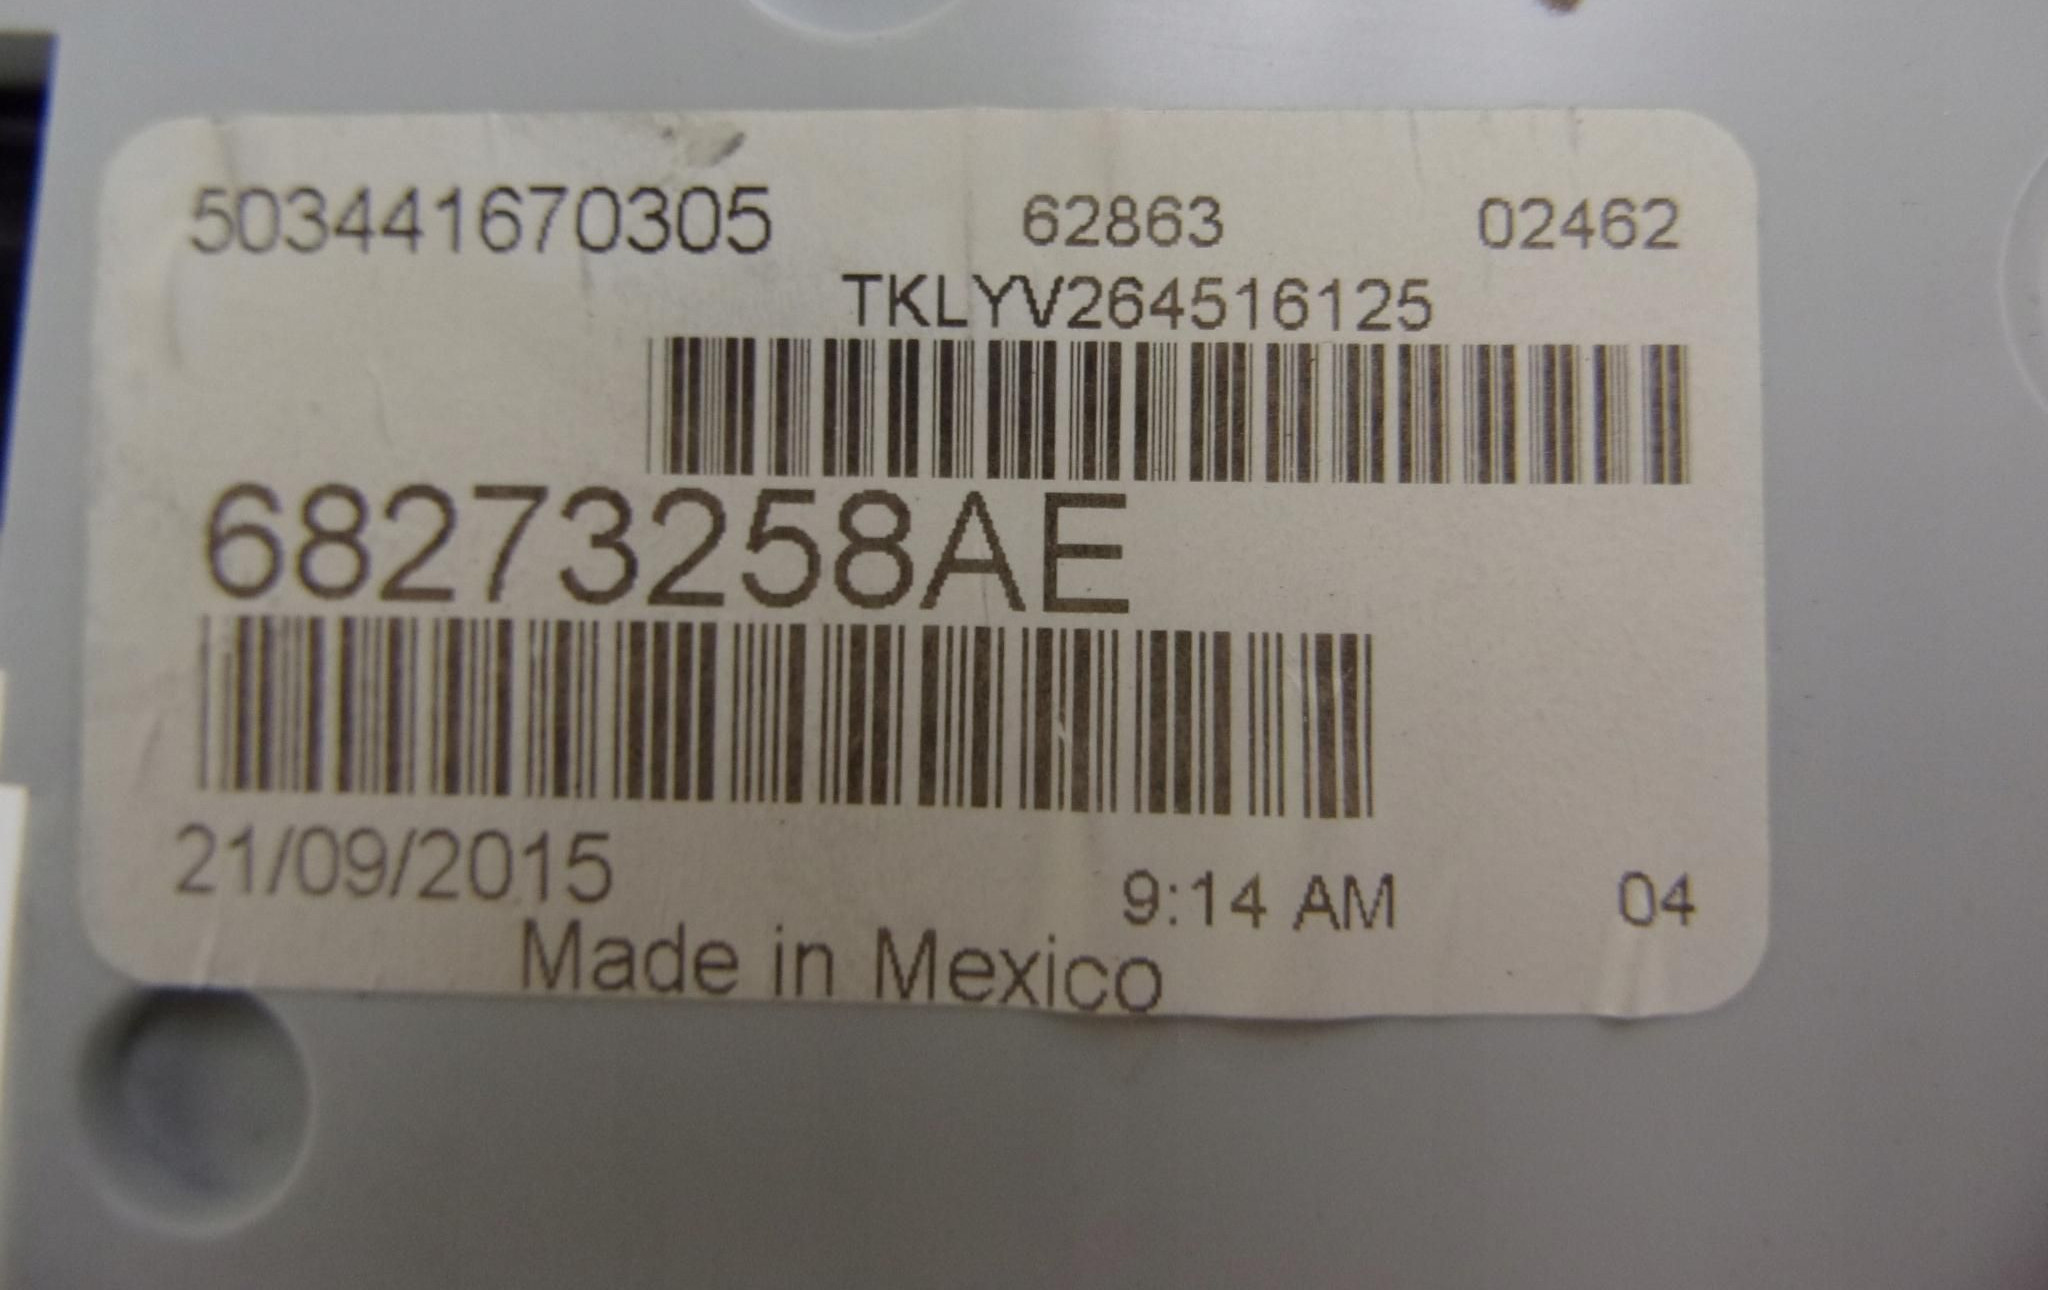 503441670305 62863 02462
TKLYV264516125
68273258AE
21/09/2015 9:14 AM 04
Made in Mexico